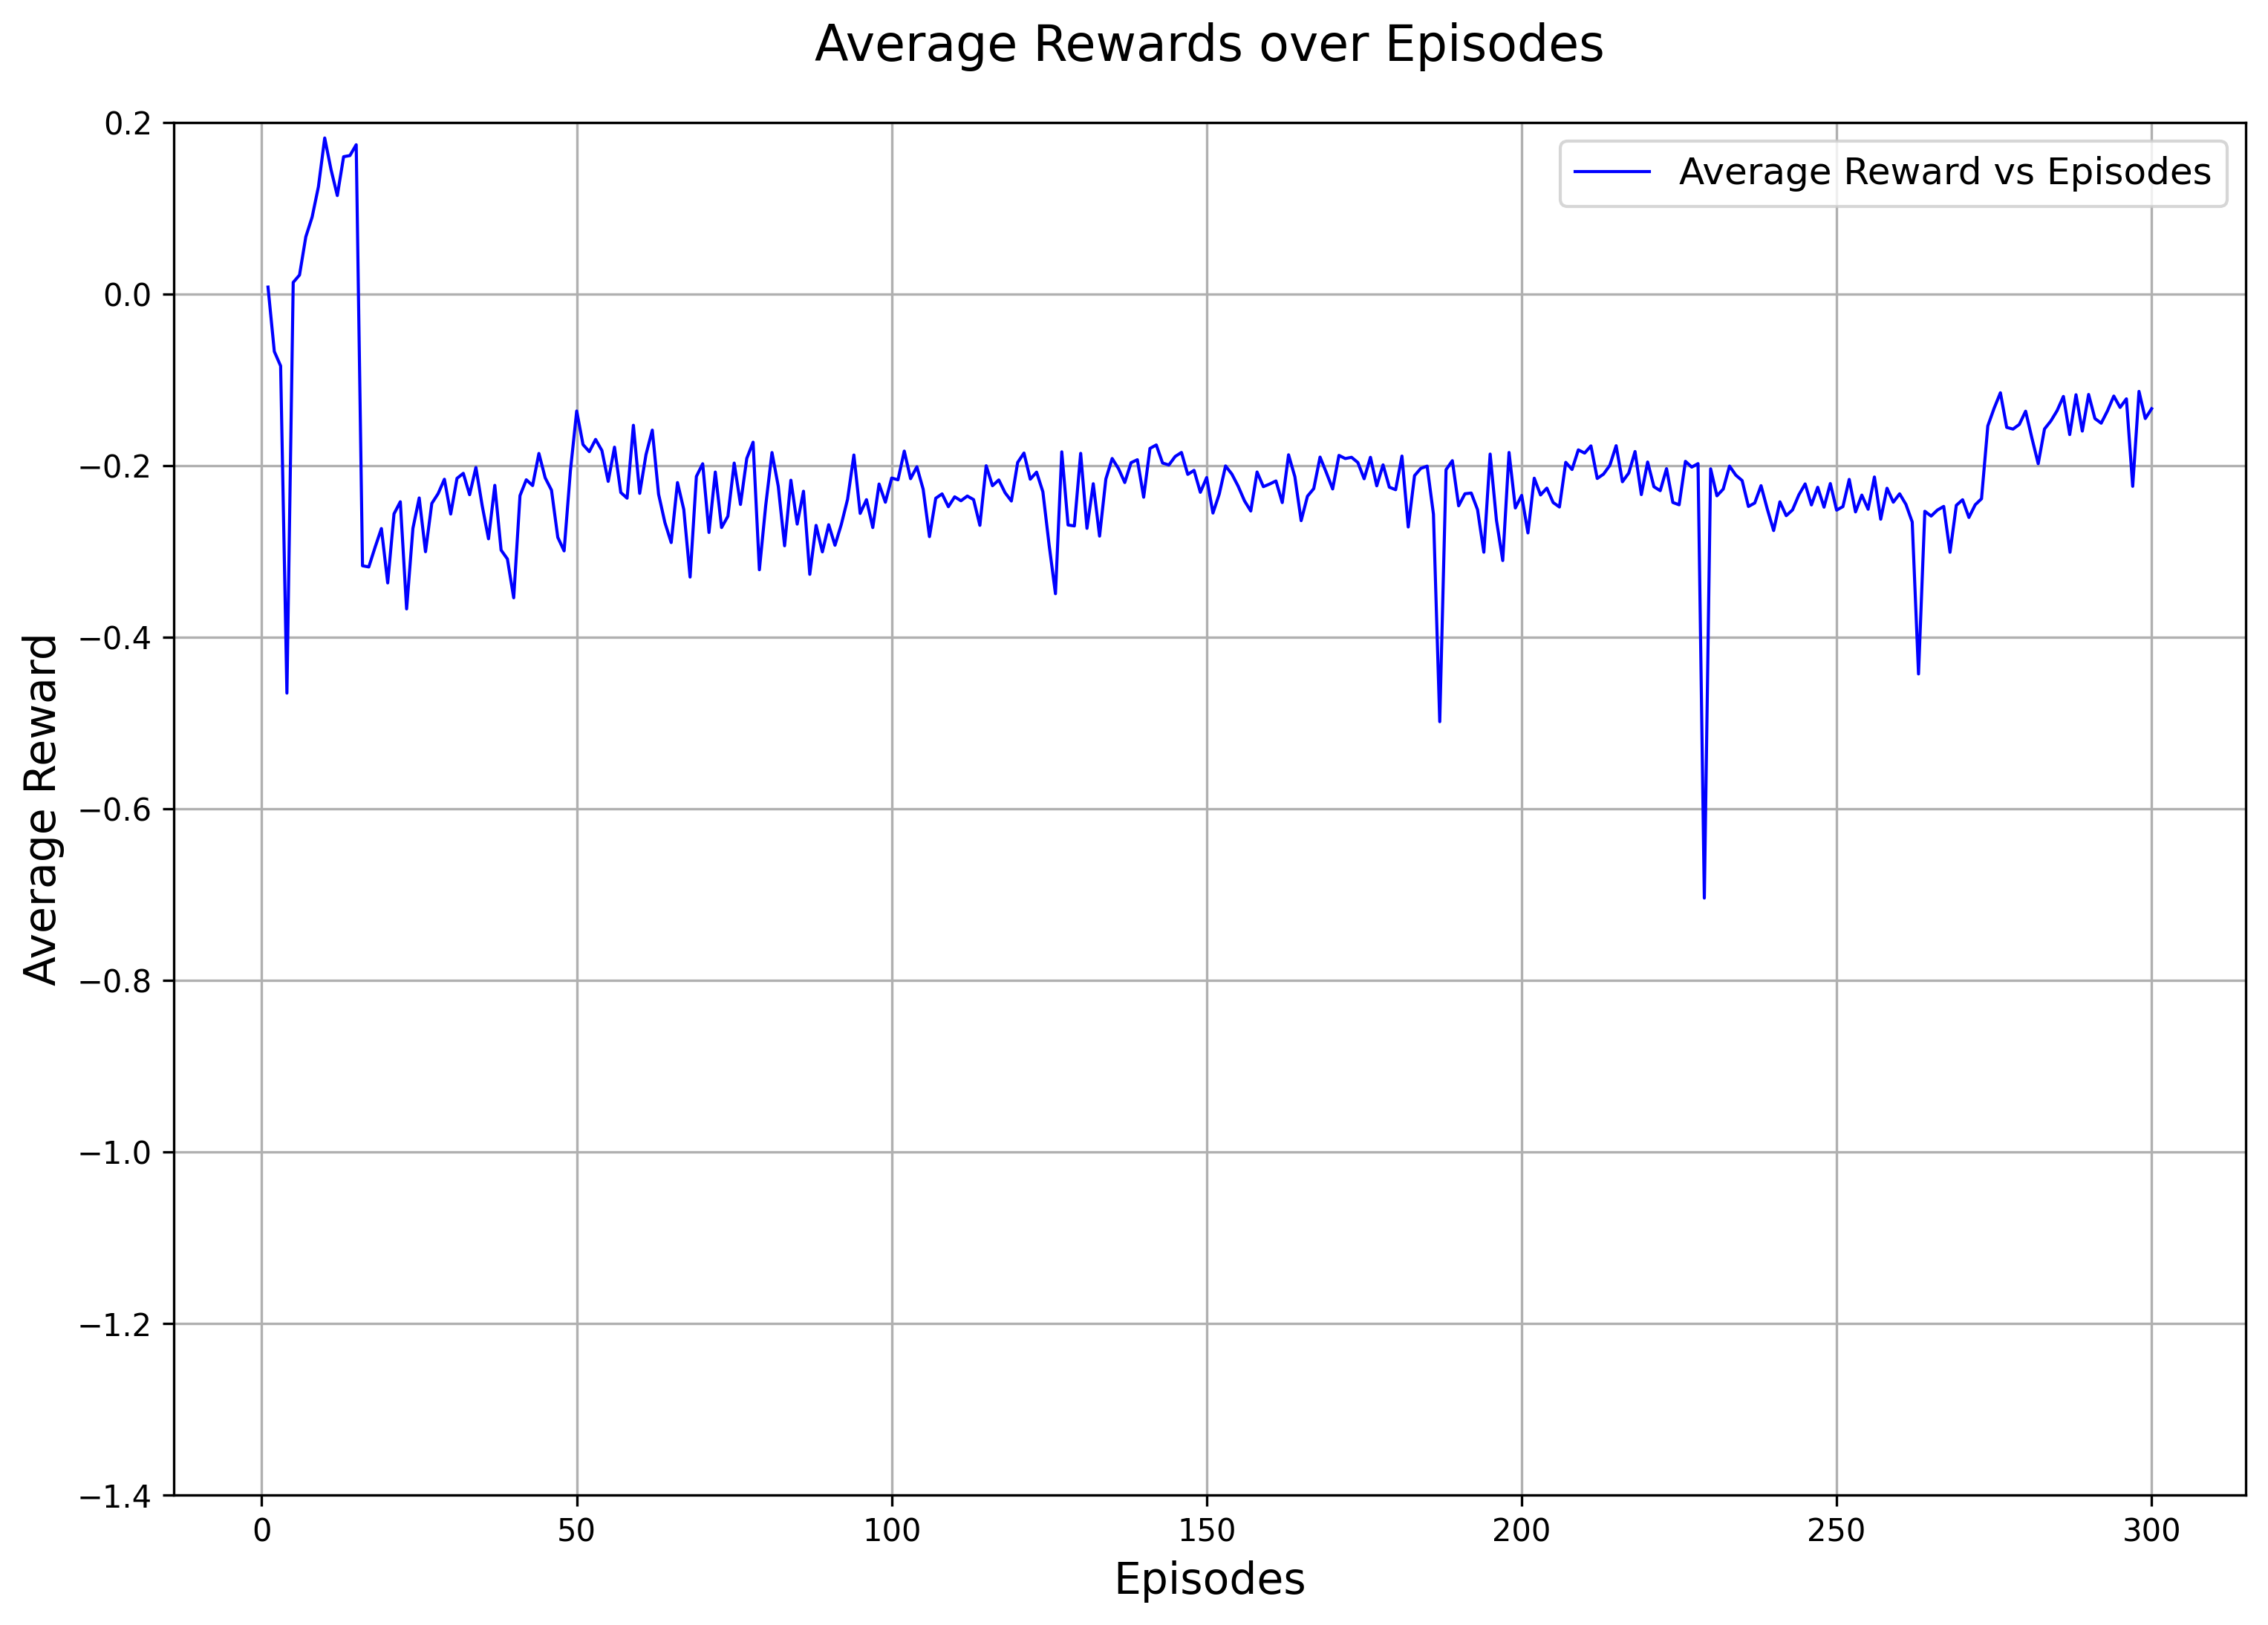 Average Rewards over Episodes
Average Reward vs Episodes
0.2
0.0
−0.2
−0.4
−0.6
−0.8
−1.0
−1.2
−1.4
Average Reward
0 50 100 150 200 250 300
Episodes